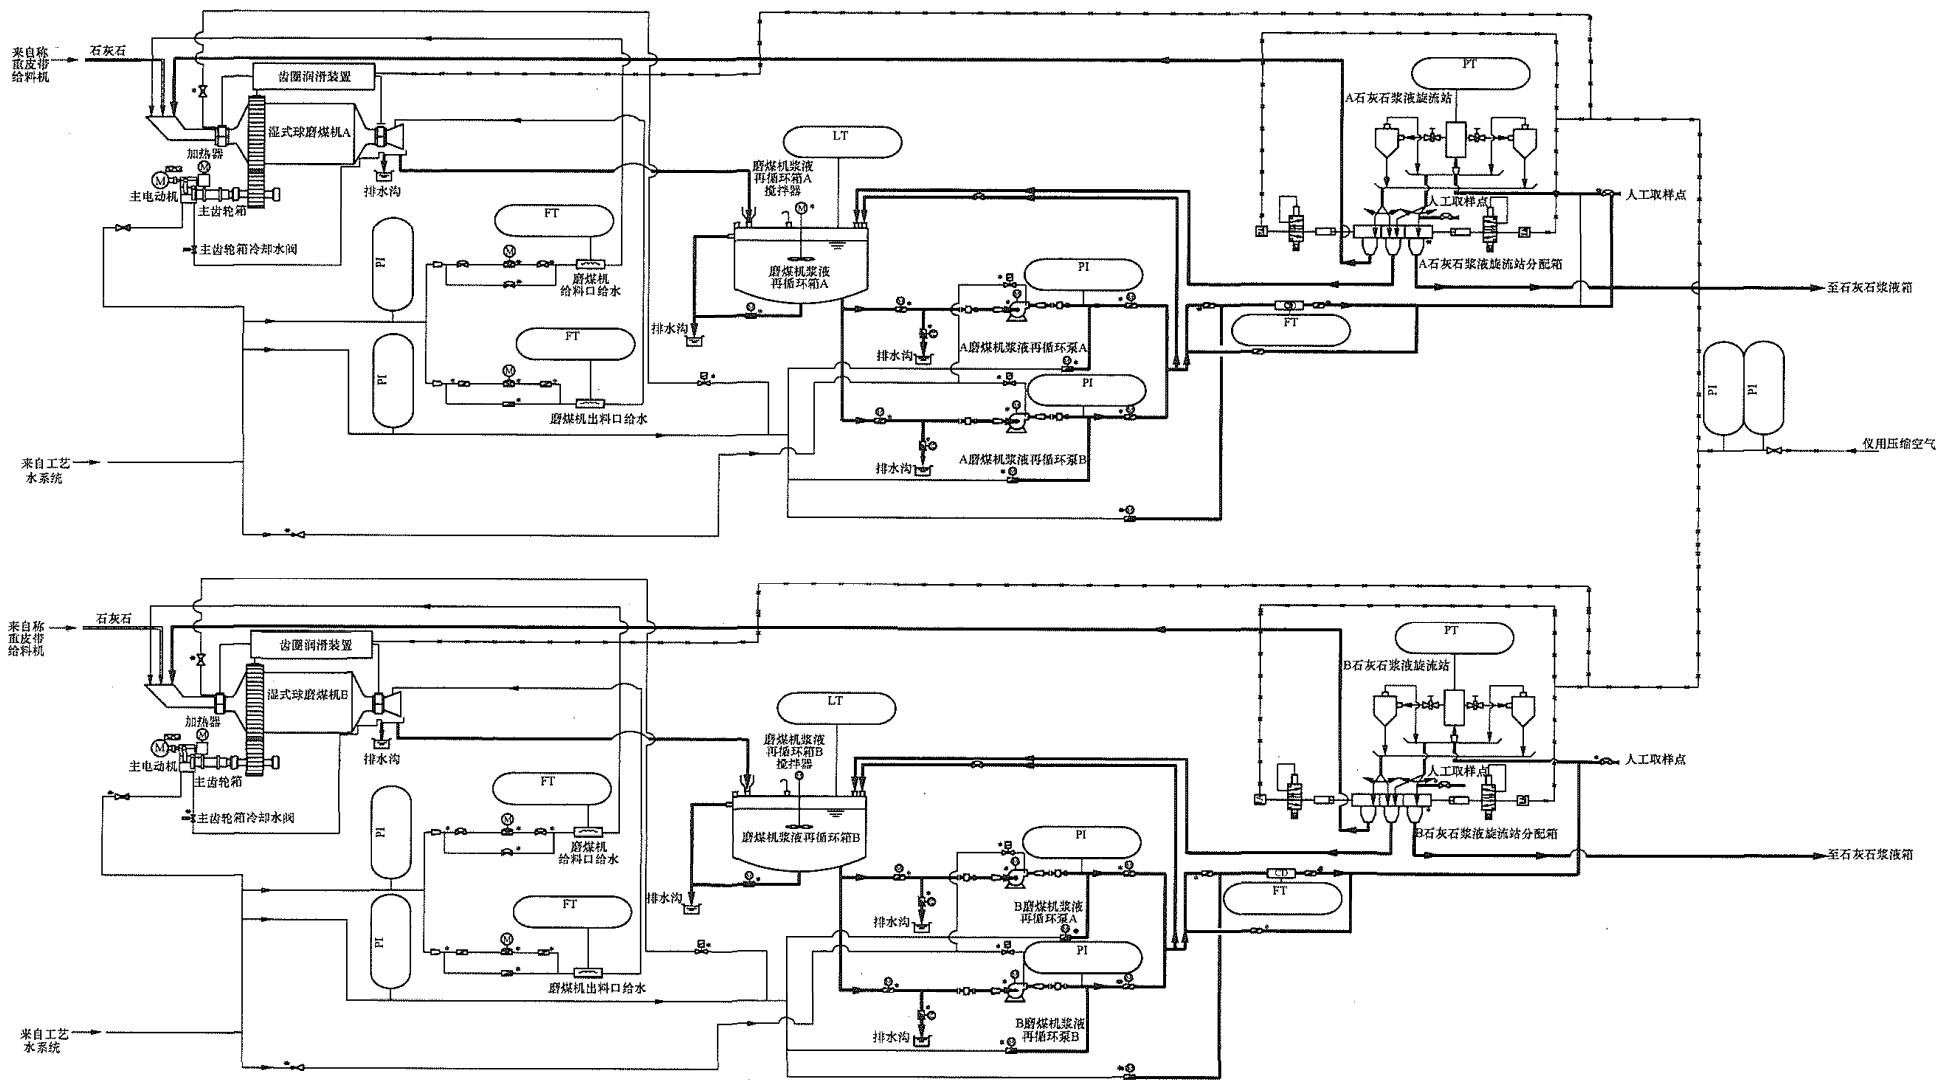 来自称
重皮带
给料机
石灰石
齿圈润滑装置
湿式球磨煤机A
加热器
M
M
主电动机
主齿轮箱
主齿轮箱冷却水阀
排水沟
PI
PI
FT
M
磨煤机
给料口给水
FT
M
磨煤机出料口给水
来自工艺
水系统
LT
磨煤机浆液
再循环箱A
搅拌器
M
磨煤机浆液
再循环箱A
排水沟
排水沟
PI
A磨煤机浆液再循环泵A
PI
排水沟
A磨煤机浆液再循环泵B
FT
PT
A石灰石浆液旋流站
人工取样点
人工取样点
A石灰石浆液旋流站分配箱
至石灰石浆液箱
PI
PI
仪用压缩空气
来自称
重皮带
给料机
石灰石
齿圈润滑装置
湿式球磨煤机B
加热器
M
M
主电动机
主齿轮箱
主齿轮箱冷却水阀
排水沟
PI
PI
FT
M
磨煤机
给料口给水
FT
M
磨煤机出料口给水
来自工艺
水系统
LT
磨煤机浆液
再循环箱B
搅拌器
磨煤机浆液再循环箱B
排水沟
排水沟
PI
B磨煤机浆液
再循环泵A
PI
排水沟
B磨煤机浆液
再循环泵B
CD
FT
PT
B石灰石浆液旋流站
人工取样点
人工取样点
B石灰石浆液旋流站分配箱
至石灰石浆液箱